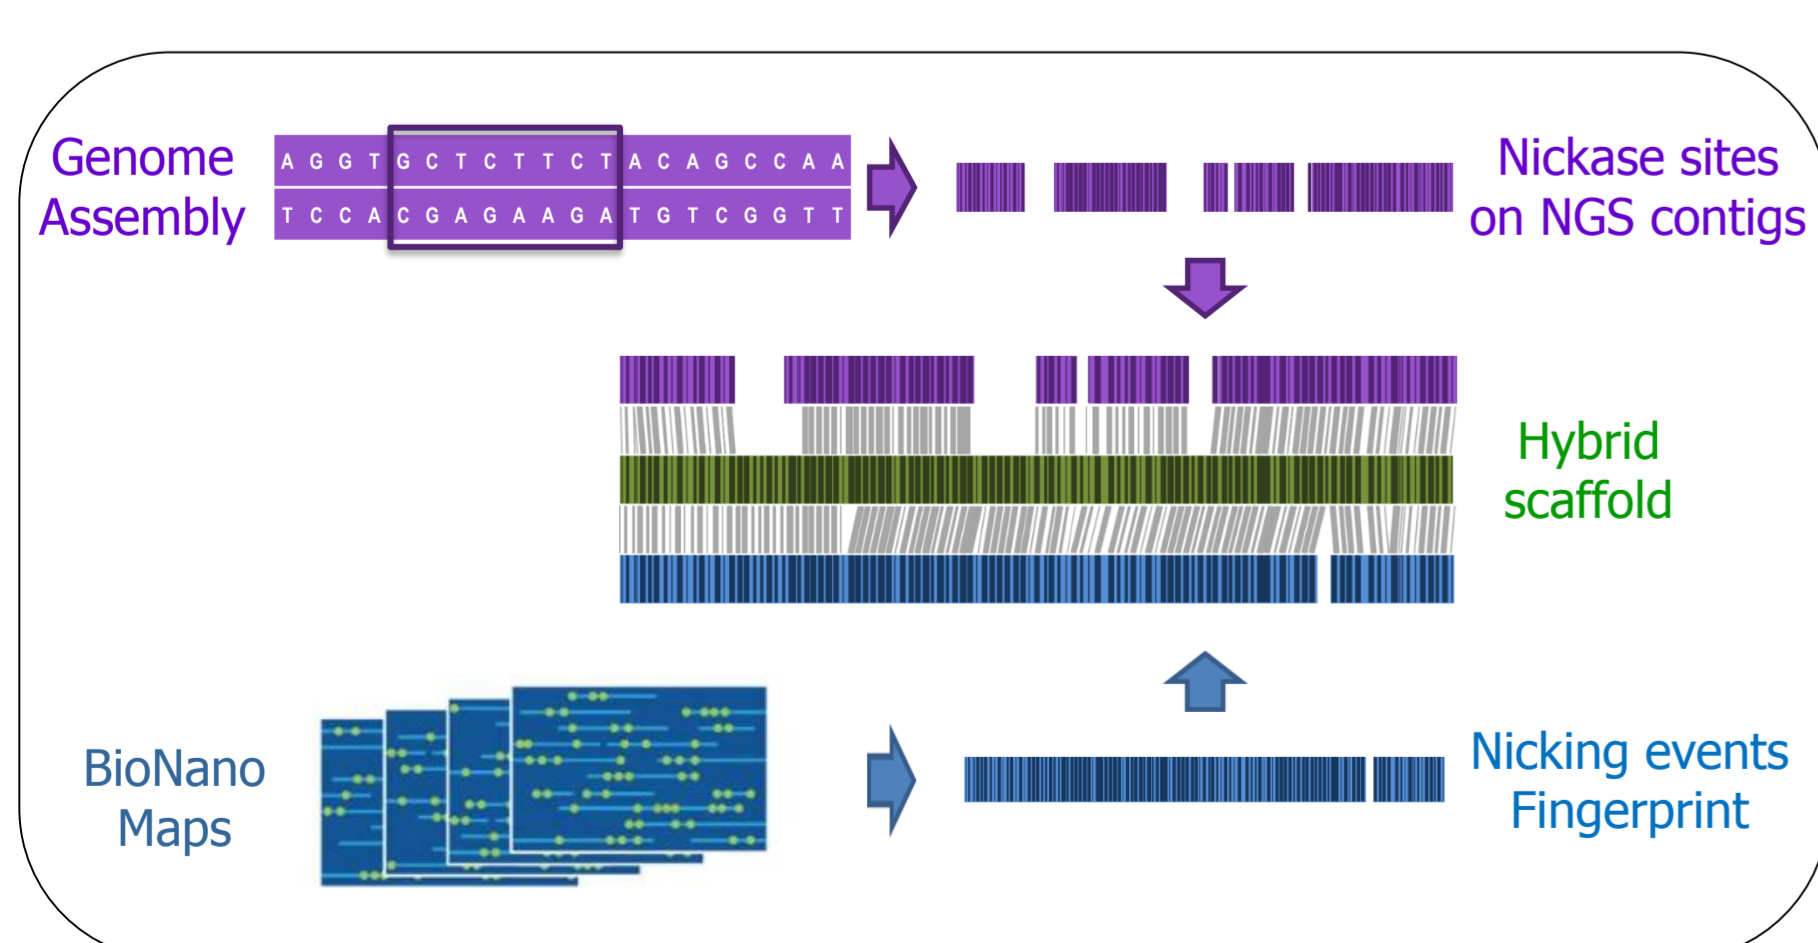 Genome
Assembly
A G G T G C T C T T C T A C A G C C A A
T C C A C G A G A A G A T G T C G G T T
Nickase sites
on NGS contigs
Hybrid
scaffold
BioNano
Maps
Nicking events
Fingerprint